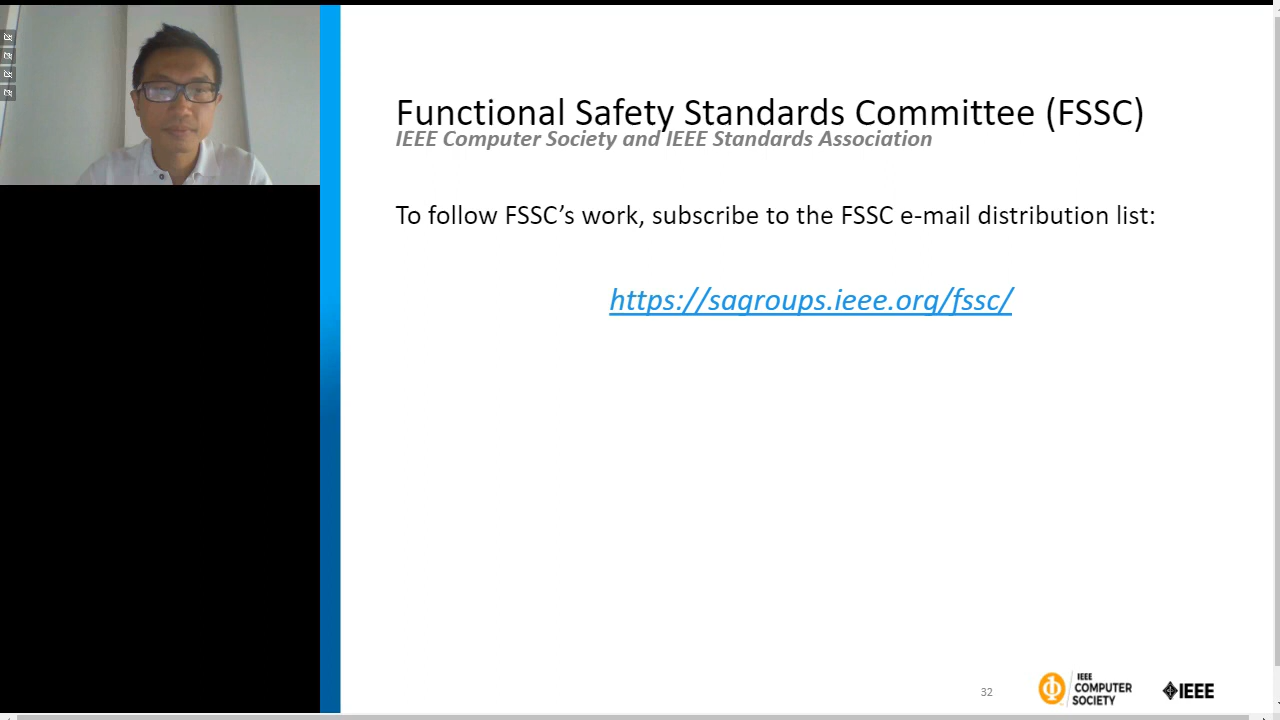 Functional Safety Standards Committee (FSSC)
IEEE Computer Society and IEEE Standards Association
To follow FSSC’s work, subscribe to the FSSC e-mail distribution list:
https://sagroups.ieee.org/fssc/
32
IEEE
COMPUTER
SOCIETY
IEEE